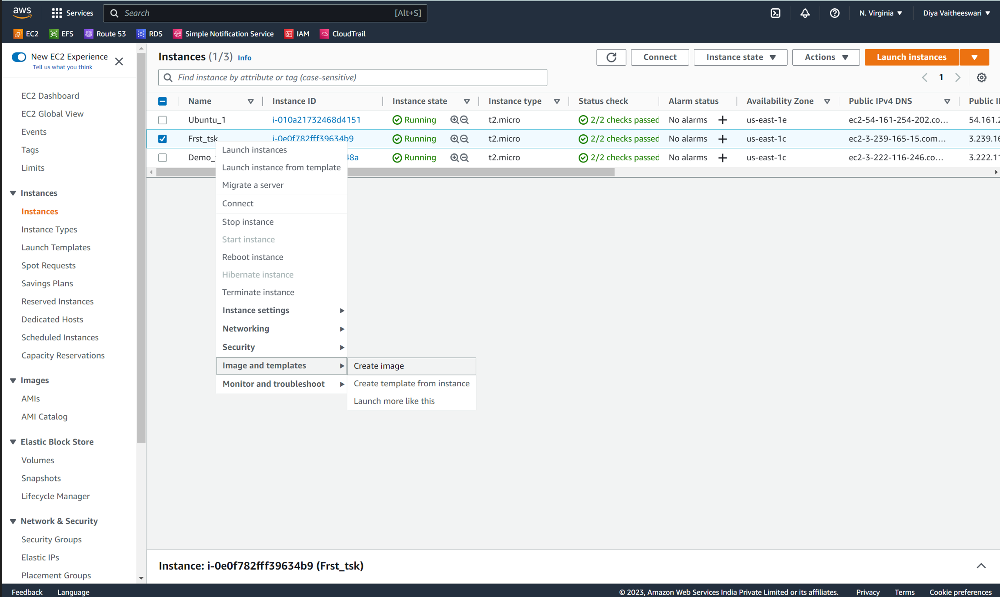 aws Services Search [Alt+S] N. Virginia Diya Vaitheeswari
EC2 EFS Route 53 RDS Simple Notification Service IAM CloudTrail
New EC2 Experience
Tell us what you think
EC2 Dashboard
EC2 Global View
Events
Tags
Limits
Instances
Instances
Instance Types
Launch Templates
Spot Requests
Savings Plans
Reserved Instances
Dedicated Hosts
Scheduled Instances
Capacity Reservations
Images
AMIs
AMI Catalog
Elastic Block Store
Volumes
Snapshots
Lifecycle Manager
Network & Security
Security Groups
Elastic IPs
Placement Groups
Instances (1/3) Info
Connect Instance state Actions Launch instances
Find instance by attribute or tag (case-sensitive)
1
Name Instance ID Instance state Instance type Status check Alarm status Availability Zone Public IPv4 DNS Public I
Ubuntu_1 i-010a21732468d4151 Running t2.micro 2/2 checks passed No alarms us-east-1e ec2-54-161-254-202.co... 54.161.2
Frst_tsk i-0e0f782fff39634b9 Running t2.micro 2/2 checks passed No alarms us-east-1c ec2-3-239-165-15.com... 3.239.16
Demo_ 48a Running t2.micro 2/2 checks passed No alarms us-east-1c ec2-3-222-116-246.co... 3.222.11
Launch instances
Launch instance from template
Migrate a server
Connect
Stop instance
Start instance
Reboot instance
Hibernate instance
Terminate instance
Instance settings
Networking
Security
Image and templates
Monitor and troubleshoot
Create image
Create template from instance
Launch more like this
Instance: i-0e0f782fff39634b9 (Frst_tsk)
Feedback Language © 2023, Amazon Web Services India Private Limited or its affiliates. Privacy Terms Cookie preferences